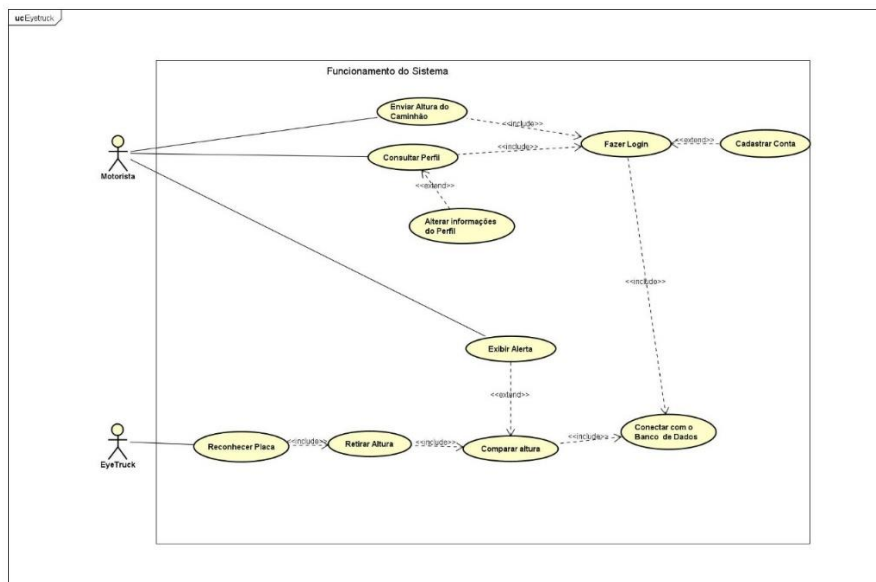 uc Eyetruck
Funcionamento do Sistema
Enviar Altura do
Caminhão
<<include>>
Fazer Login
<<extend>>
Cadastrar Conta
Consultar Perfil
<<include>>
Motorista
<<extend>>
Alterar informações
do Perfil
<<include>>
Exibir Alerta
<<extend>>
Conectar com o
Banco de Dados
Reconhecer Placa
<<include>>
Retirar Altura
<<include>>
Comparar altura
<<include>>
EyeTruck